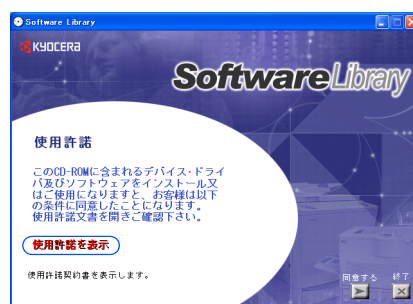 Software Library
KYOCERA
SoftwareLibrary
使用許諾
このCD-ROMに含まれるデバイス・ドライ
バ及びソフトウェアをインストール又
はご使用になりますと、お客様は以下
の条件に同意したことになります。
使用許諾文書を開きご確認下さい。
使用許諾を表示
使用許諾契約書を表示します。
同意する 終了